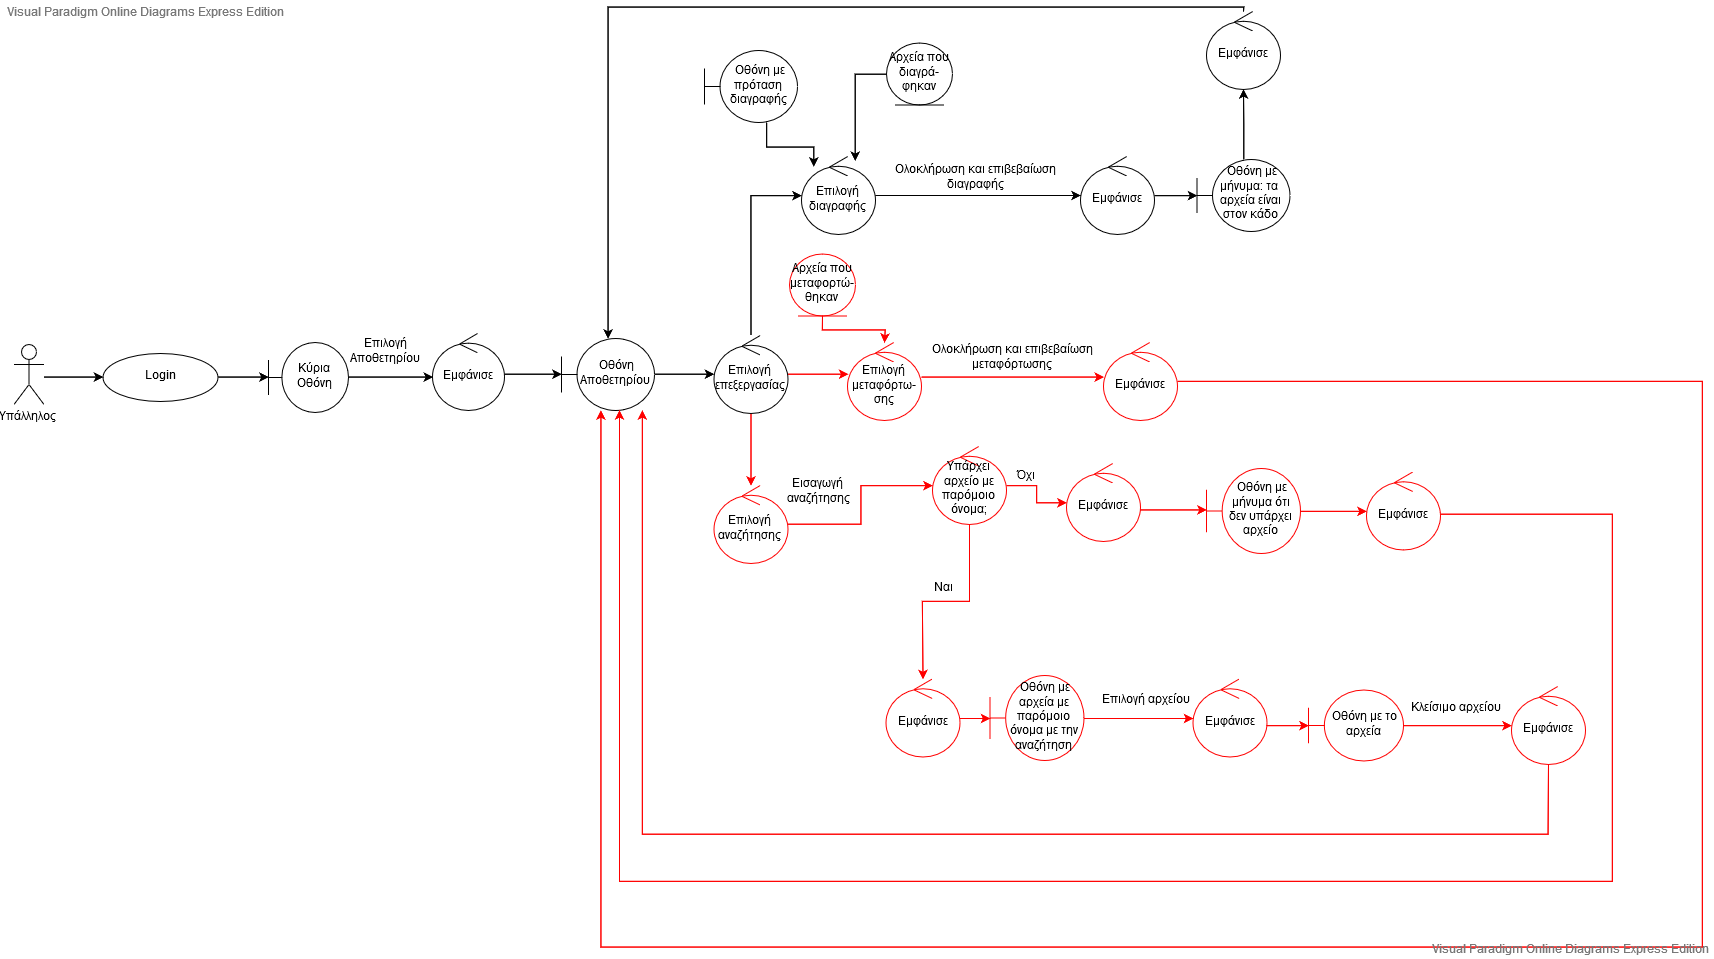 Visual Paradigm Online Diagrams Express Edition
Εμφάνισε
Οθόνη με
πρόταση
διαγραφής
Αρχεία που
διαγρά-
φηκαν
Επιλογή
διαγραφής
Ολοκλήρωση και επιβεβαίωση
διαγραφής
Εμφάνισε
Οθόνη με
μήνυμα: τα
αρχεία είναι
στον κάδο
Αρχεία που
μεταφορτώ-
θηκαν
Υπάλληλος
Login
Κύρια
Οθόνη
Επιλογή
Αποθετηρίου
Εμφάνισε
Οθόνη
Αποθετηρίου
Επιλογή
επεξεργασίας
Επιλογή
μεταφόρτω-
σης
Ολοκλήρωση και επιβεβαίωση
μεταφόρτωσης
Εμφάνισε
Επιλογή
αναζήτησης
Εισαγωγή
αναζήτησης
Υπάρχει
αρχείο με
παρόμοιο
όνομα;
Όχι
Εμφάνισε
Οθόνη με
μήνυμα ότι
δεν υπάρχει
αρχείο
Εμφάνισε
Ναι
Εμφάνισε
Οθόνη με
αρχεία με
παρόμοιο
όνομα με την
αναζήτηση
Επιλογή αρχείου
Εμφάνισε
Οθόνη με το
αρχεία
Κλείσιμο αρχείου
Εμφάνισε
Visual Paradigm Online Diagrams Express Edition